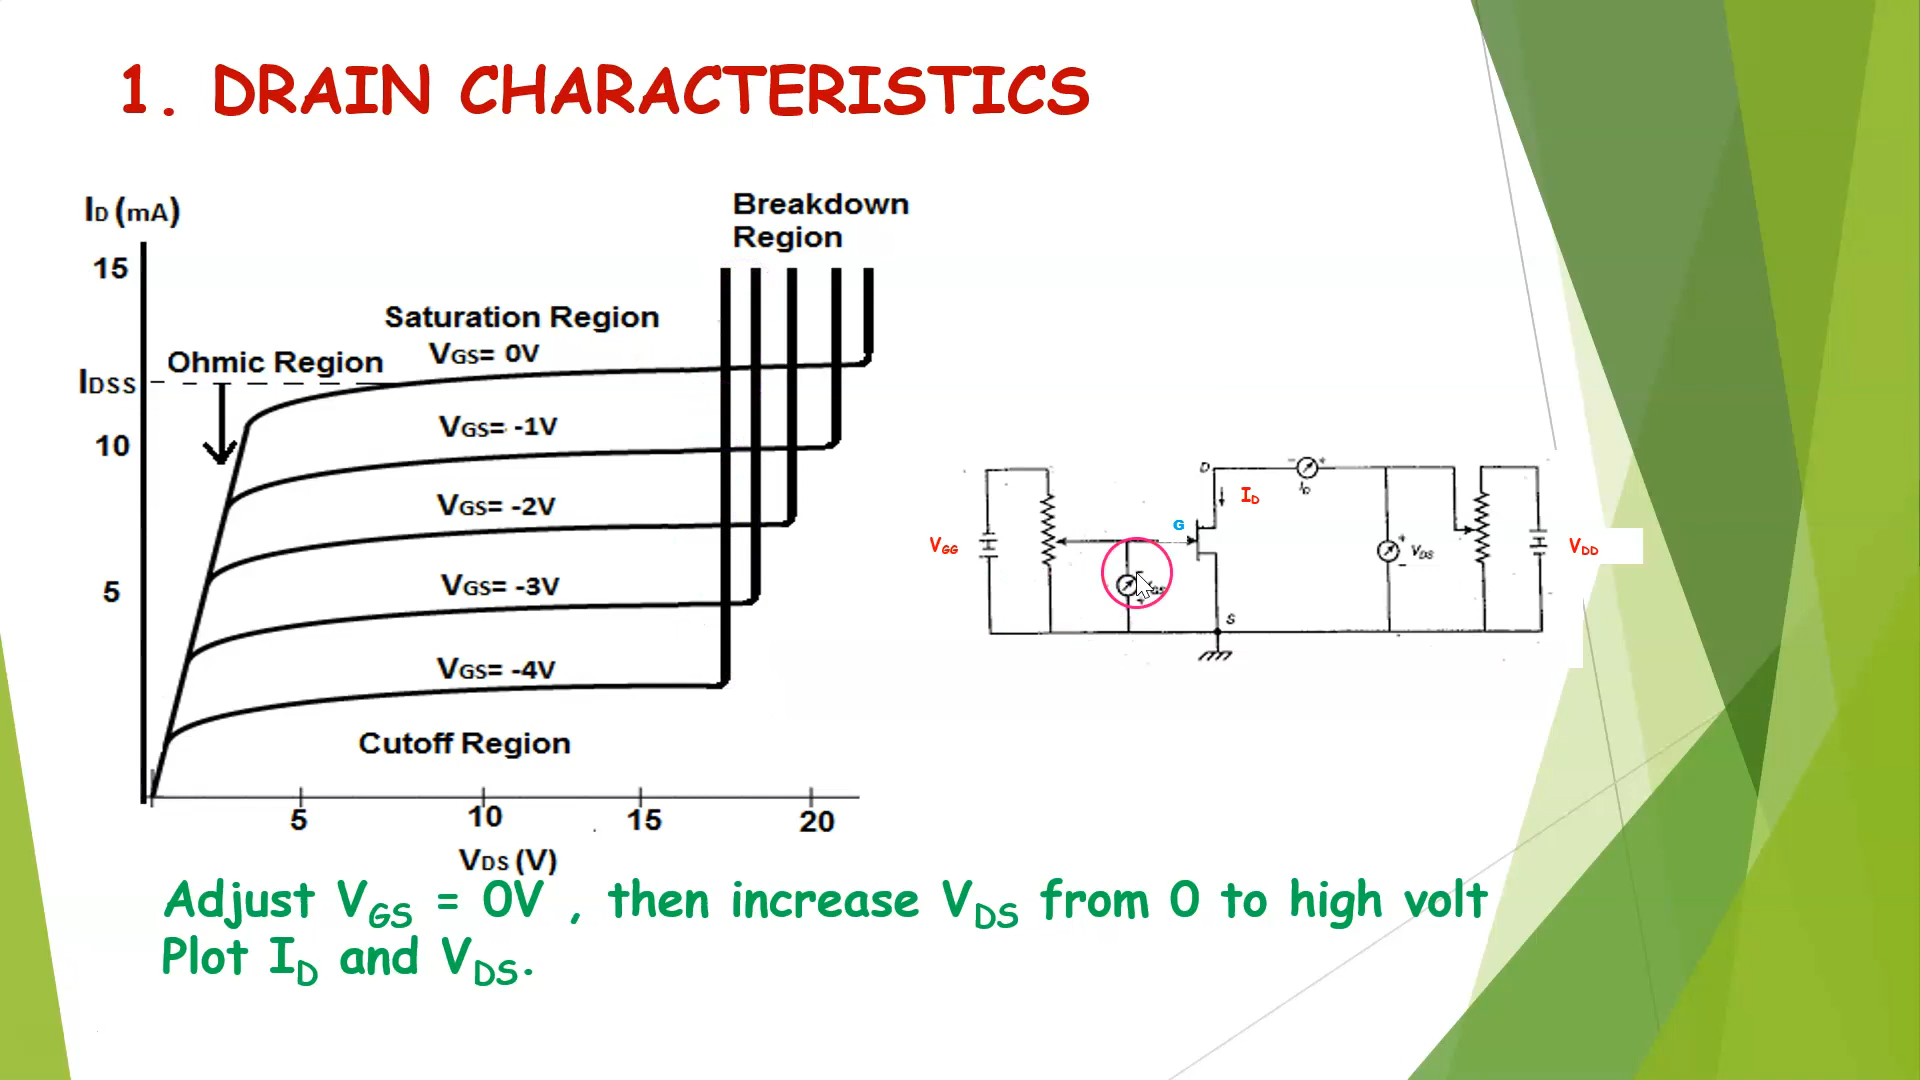 1. DRAIN CHARACTERISTICS
ID (mA)
15
IDSS
10
5
Ohmic Region
Saturation Region
VGS= 0V
VGS= -1V
VGS= -2V
VGS= -3V
VGS= -4V
Cutoff Region
Breakdown
Region
5
10
15
20
VDS (V)
VGG
G
D
ID
ID
S
VDS
VDD
Adjust VGS = 0V , then increase VDS from 0 to high volt
Plot ID and VDS.